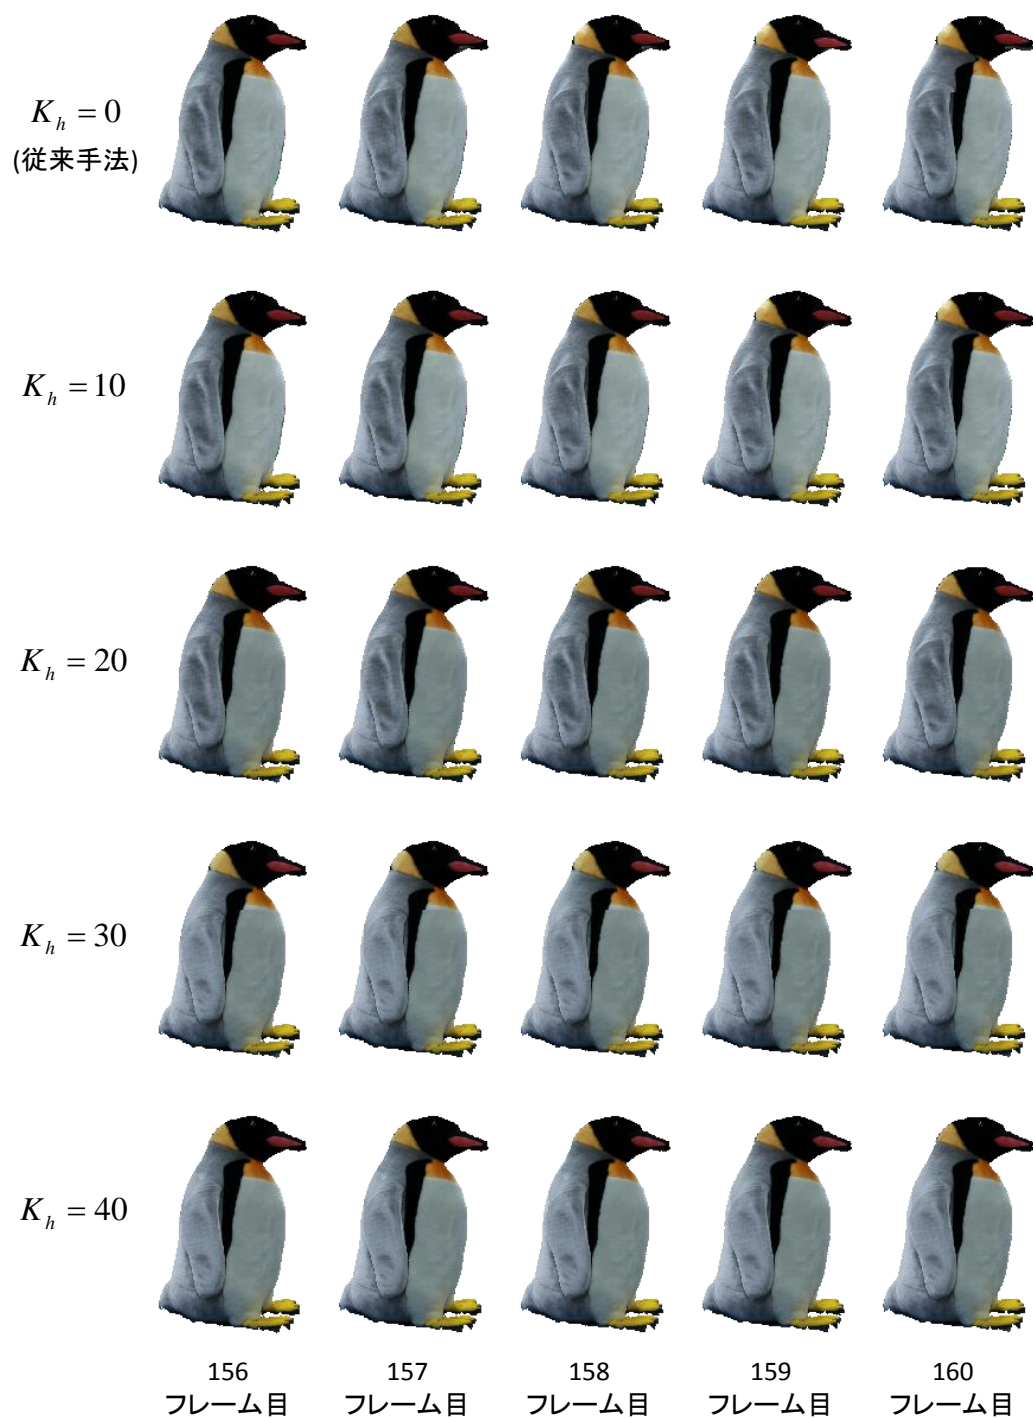 K_h = 0
(従来手法)
K_h = 10
K_h = 20
K_h = 30
K_h = 40
156 157 158 159 160
フレーム目 フレーム目 フレーム目 フレーム目 フレーム目